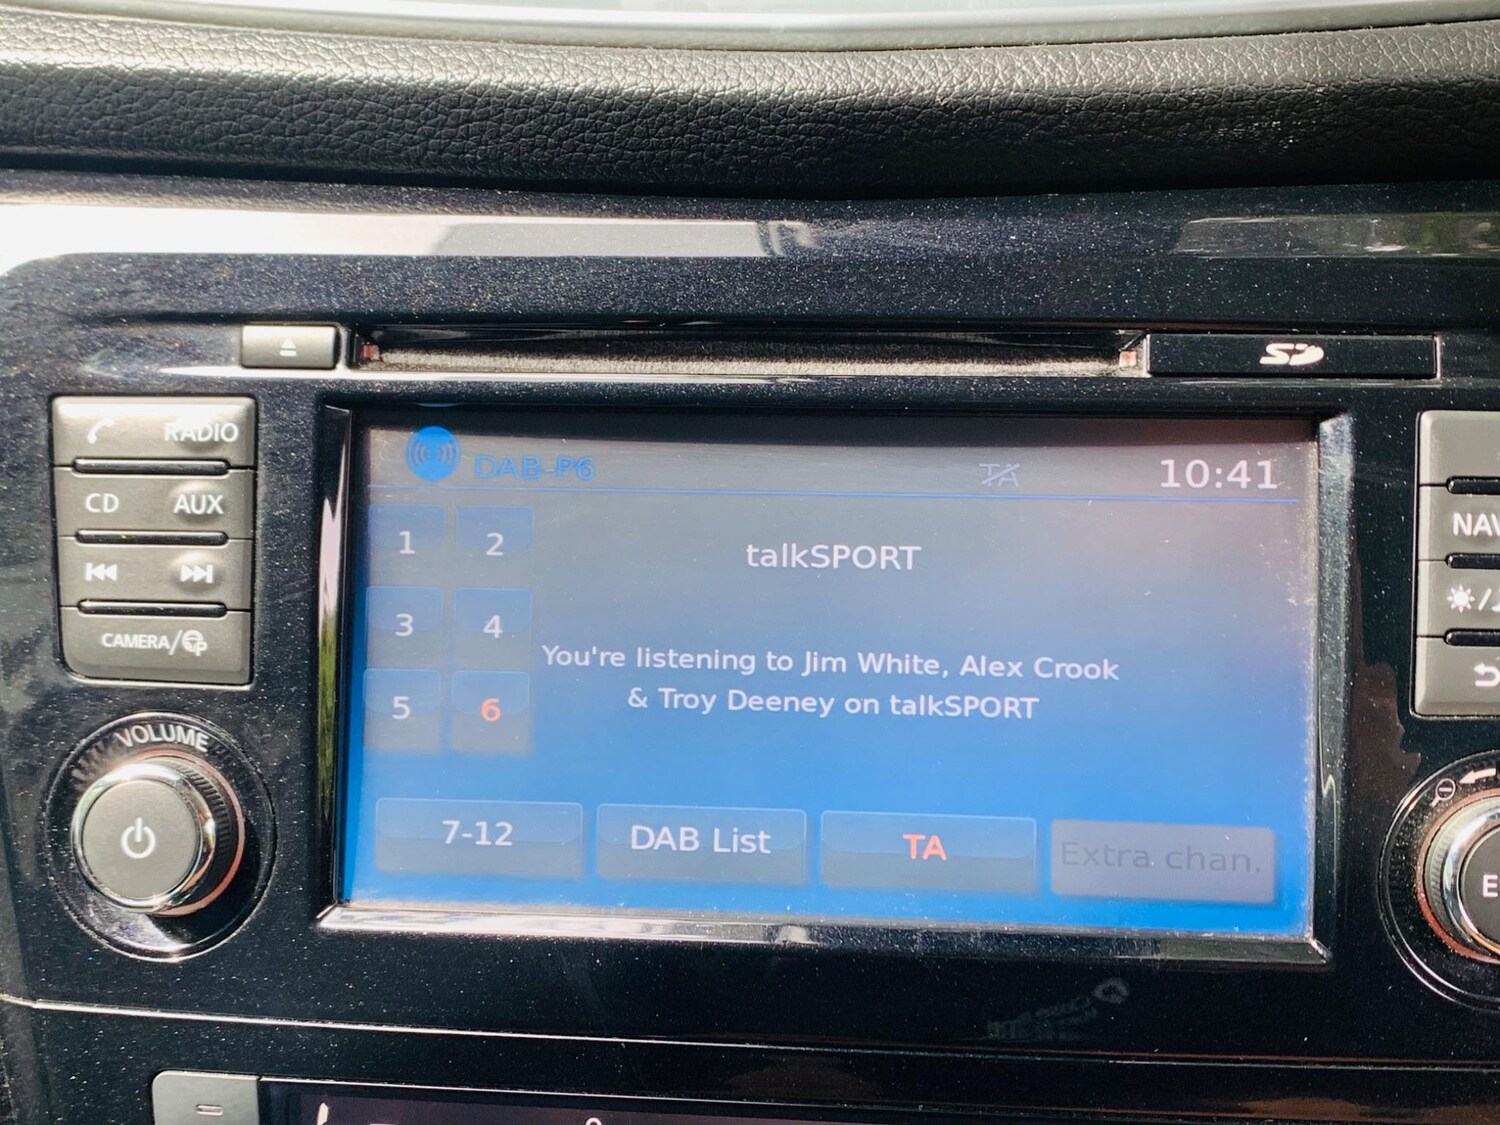 SD
RADIO
CD AUX
CAMERA/
VOLUME
DAB-P6
TA
10:41
1 2
3 4
5 6
talkSPORT
You're listening to Jim White, Alex Crook
& Troy Deeney on talkSPORT
7-12
DAB List
TA
Extra chan.
NAV